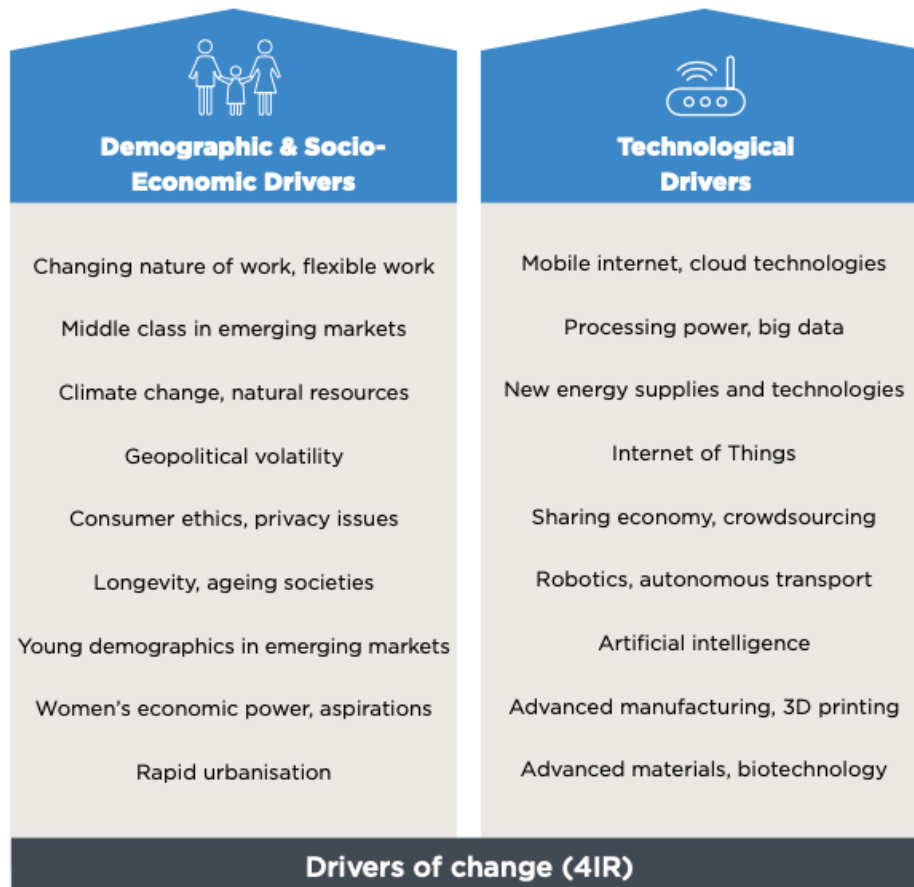 Demographic & Socio-
Economic Drivers
Changing nature of work, flexible work
Middle class in emerging markets
Climate change, natural resources
Geopolitical volatility
Consumer ethics, privacy issues
Longevity, ageing societies
Young demographics in emerging markets
Women's economic power, aspirations
Rapid urbanisation
Technological
Drivers
Mobile internet, cloud technologies
Processing power, big data
New energy supplies and technologies
Internet of Things
Sharing economy, crowdsourcing
Robotics, autonomous transport
Artificial intelligence
Advanced manufacturing, 3D printing
Advanced materials, biotechnology
Drivers of change (4IR)